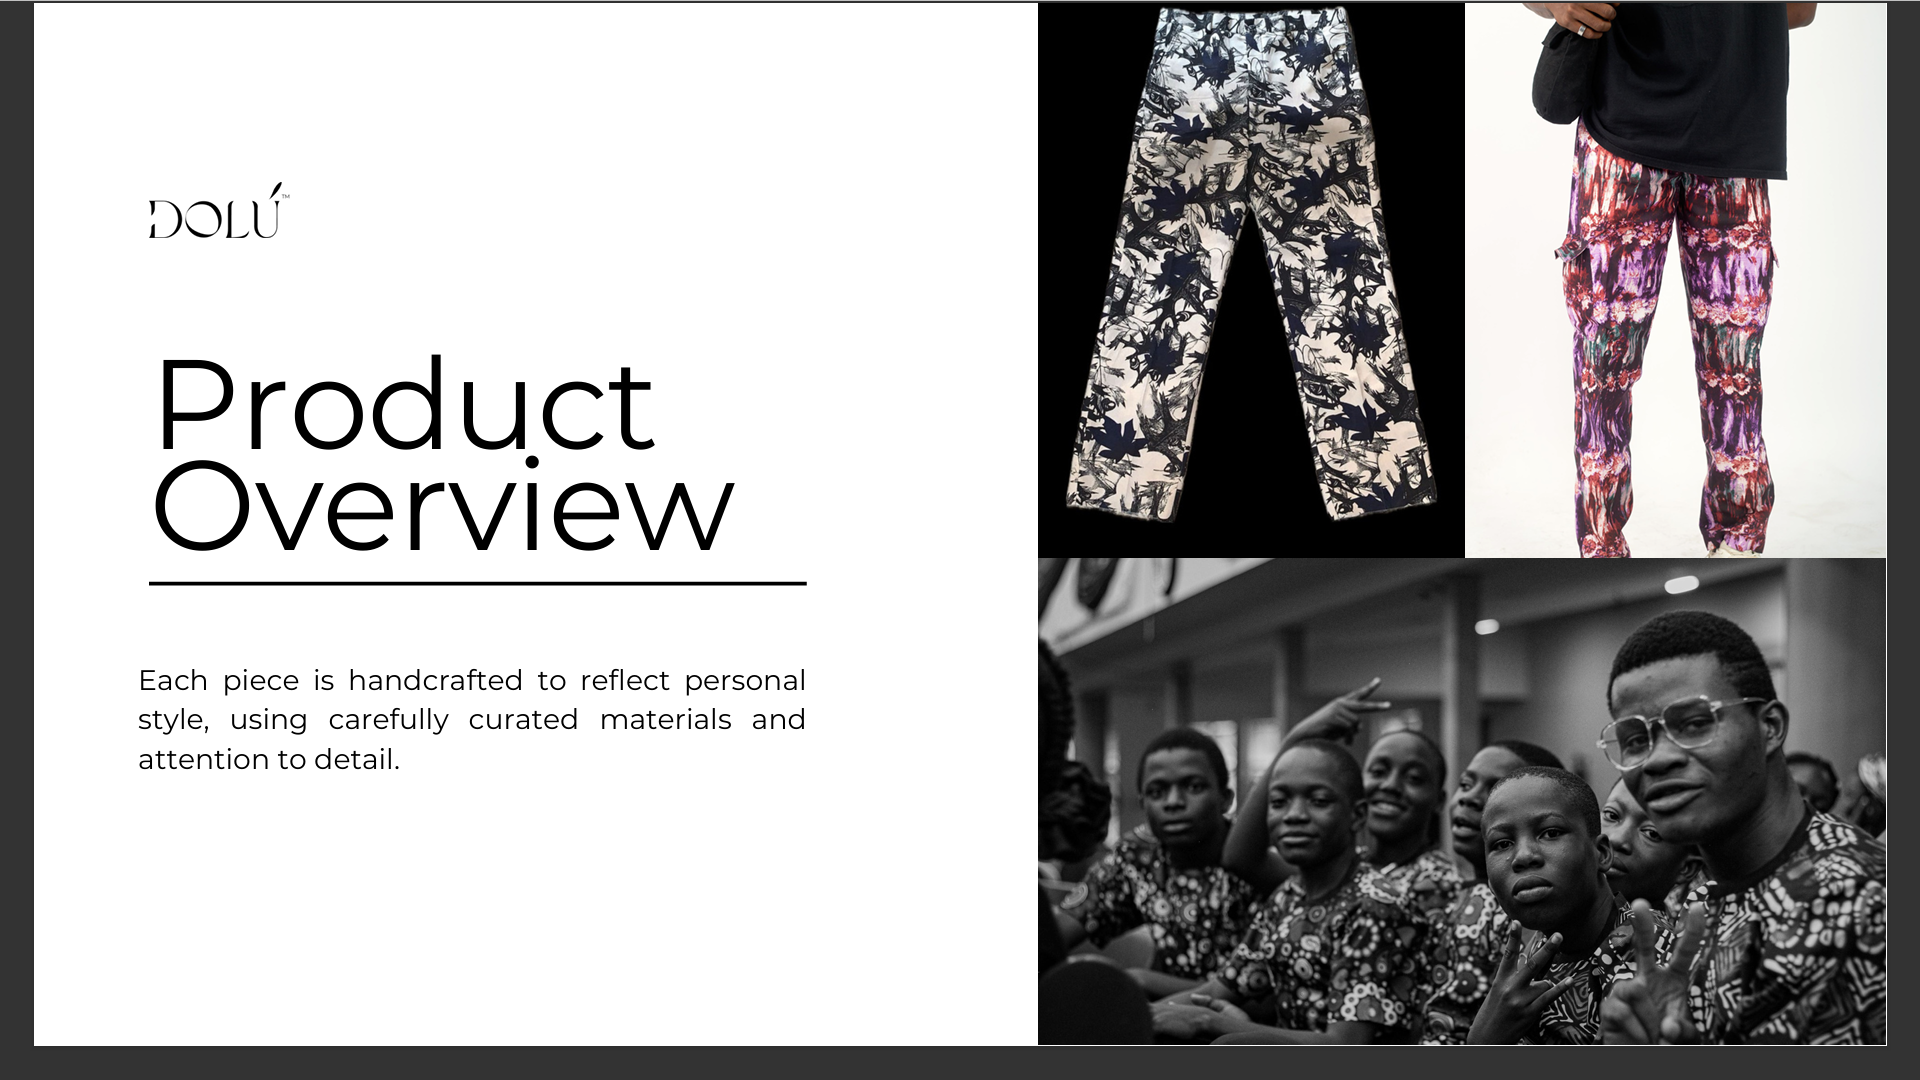 DOLÚ™
Product
Overview
Each piece is handcrafted to reflect personal
style, using carefully curated materials and
attention to detail.